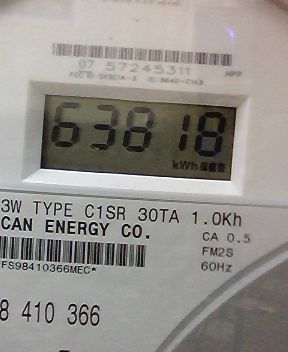 07 57245311 HPP
63818
kWh
3W TYPE C1SR 30TA 1.0Kh
CAN ENERGY CO.
CA 0.5
FM2S
*FS98410366MEC*
60Hz
8 410 366